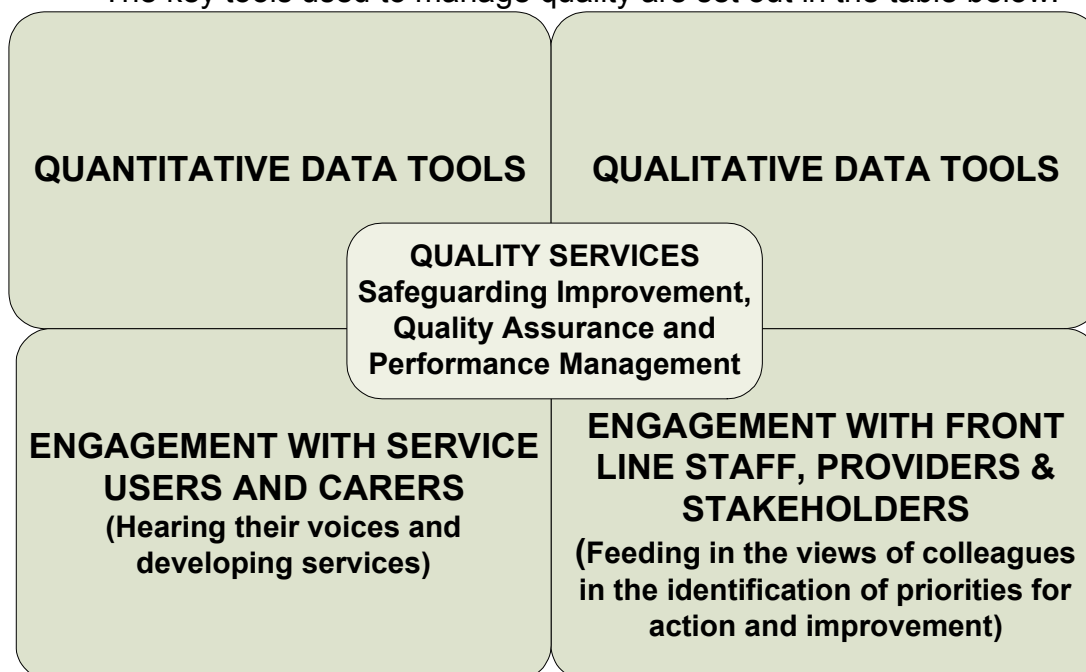 The key tools used to manage quality are set out in the table below.
QUANTITATIVE DATA TOOLS
QUALITATIVE DATA TOOLS
QUALITY SERVICES
Safeguarding Improvement,
Quality Assurance and
Performance Management
ENGAGEMENT WITH SERVICE
USERS AND CARERS
(Hearing their voices and
developing services)
ENGAGEMENT WITH FRONT
LINE STAFF, PROVIDERS &
STAKEHOLDERS
(Feeding in the views of colleagues
in the identification of priorities for
action and improvement)